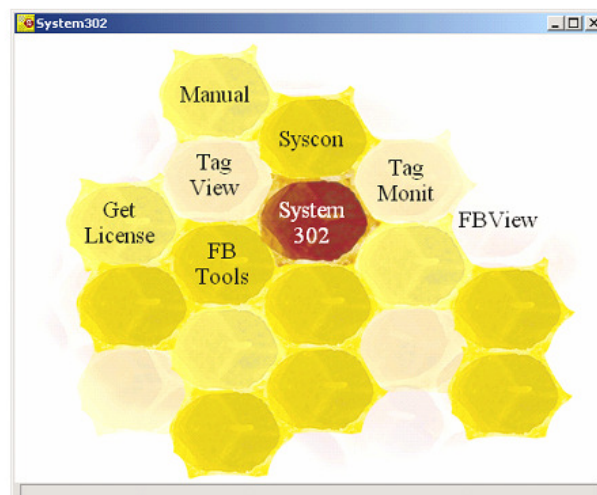 System302
Manual
Syscon
Tag
View
Tag
Monit
Get
License
System
302
FBView
FB
Tools